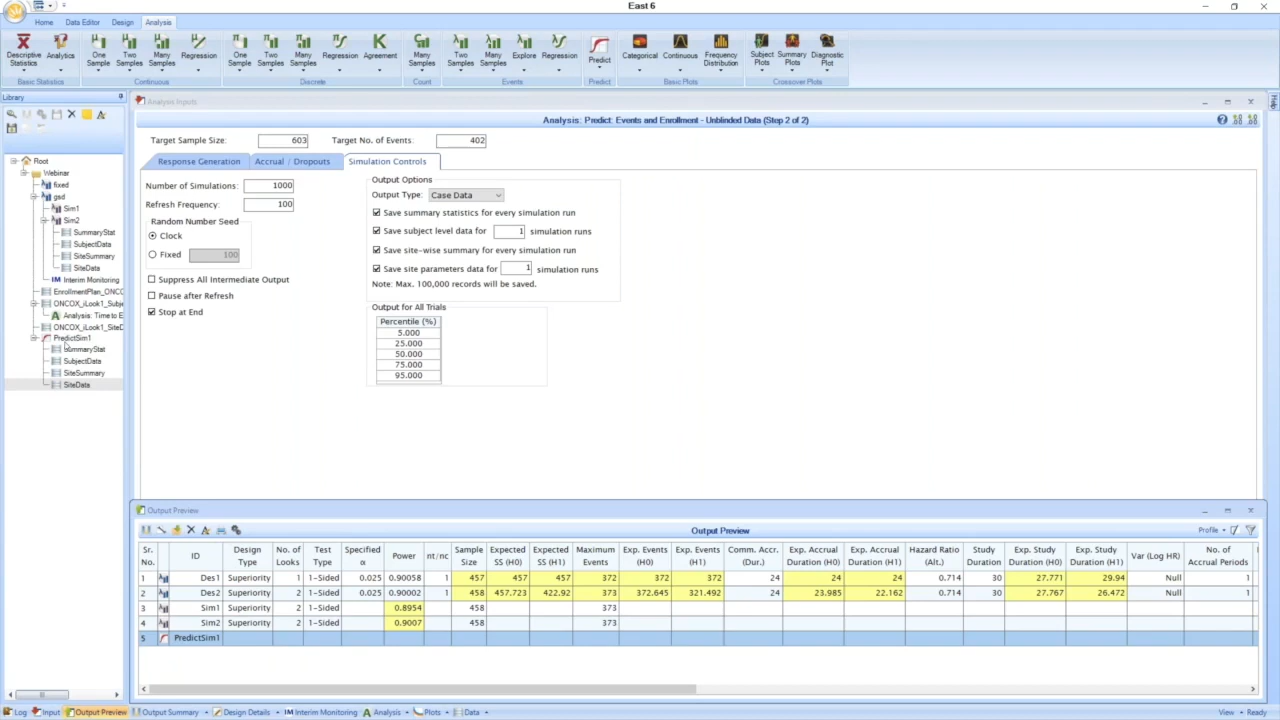 East 6
Home Data Editor Design Analysis
Descriptive Statistics Analytics One Sample Two Samples Many Samples Regression One Sample Two Samples Many Samples Regression Agreement Many Samples Two Samples Many Samples Explore Regression Predict Categorical Continuous Frequency Distribution Subject Plots Summary Plots Diagnostic Plot
Basic Statistics Continuous Discrete Count Events Predict Basic Plots Crossover Plots
Library
Analysis Inputs
Help
Analysis: Predict: Events and Enrollment - Unblinded Data (Step 2 of 2)
Root
Webinar
fixed
gsd
Sim1
Sim2
SummaryStat
SubjectData
SiteSummary
SiteData
IM Interim Monitoring
EnrollmentPlan_ONCO
ONCOX_iLook1_Subje
Analysis: Time to E
ONCOX_iLook1_SiteD
PredictSim1
SummaryStat
SubjectData
SiteSummary
SiteData
Target Sample Size: 603 Target No. of Events: 402
Response Generation Accrual / Dropouts Simulation Controls
Number of Simulations: 1000
Refresh Frequency: 100
Random Number Seed
Clock
Fixed 100
Suppress All Intermediate Output
Pause after Refresh
Stop at End
Output Options
Output Type: Case Data
Save summary statistics for every simulation run
Save subject level data for 1 simulation runs
Save site-wise summary for every simulation run
Save site parameters data for 1 simulation runs
Note: Max. 100,000 records will be saved.
Output for All Trials
Percentile (%)
5.000
25.000
50.000
75.000
95.000
Output Preview
Output Preview Profile
Sr. No. ID Design Type No. of Looks Test Type Specified α Power nt/nc Sample Size Expected SS (H0) Expected SS (H1) Maximum Events Exp. Events (H0) Exp. Events (H1) Comm. Accr. (Dur.) Exp. Accrual Duration (H0) Exp. Accrual Duration (H1) Hazard Ratio (Alt.) Study Duration Exp. Study Duration (H0) Exp. Study Duration (H1) Var (Log HR) No. of Accrual Periods
1 Des1 Superiority 1 1-Sided 0.025 0.90058 1 457 457 457 372 372 372 24 24 24 0.714 30 27.771 29.94 Null 1
2 Des2 Superiority 2 1-Sided 0.025 0.90002 1 458 457.723 422.92 373 372.645 321.492 24 23.985 22.162 0.714 30 27.767 26.472 Null 1
3 Sim1 Superiority 2 1-Sided 0.8954 458 373
4 Sim2 Superiority 2 1-Sided 0.9007 458 373
5 PredictSim1
Log Input Output Preview Output Summary Design Details IM Interim Monitoring Analysis Plots Data View Ready